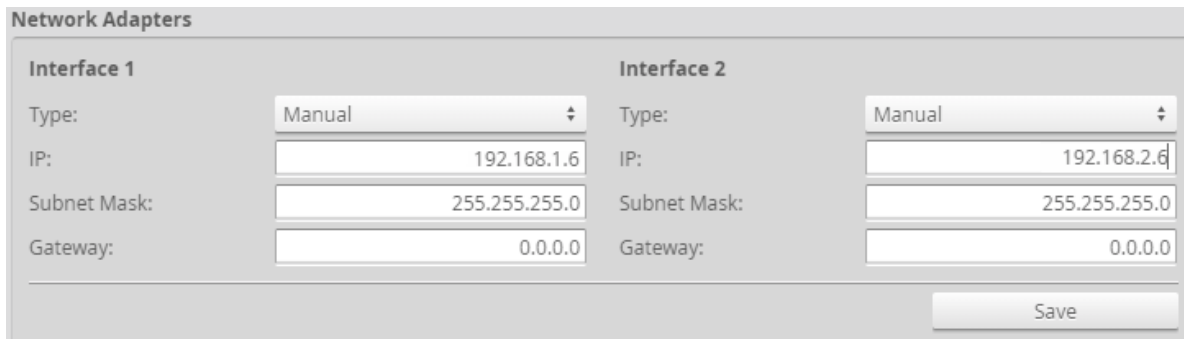 Network Adapters
Interface 1
Type: Manual
IP: 192.168.1.6
Subnet Mask: 255.255.255.0
Gateway: 0.0.0.0
Interface 2
Type: Manual
IP: 192.168.2.6
Subnet Mask: 255.255.255.0
Gateway: 0.0.0.0
Save